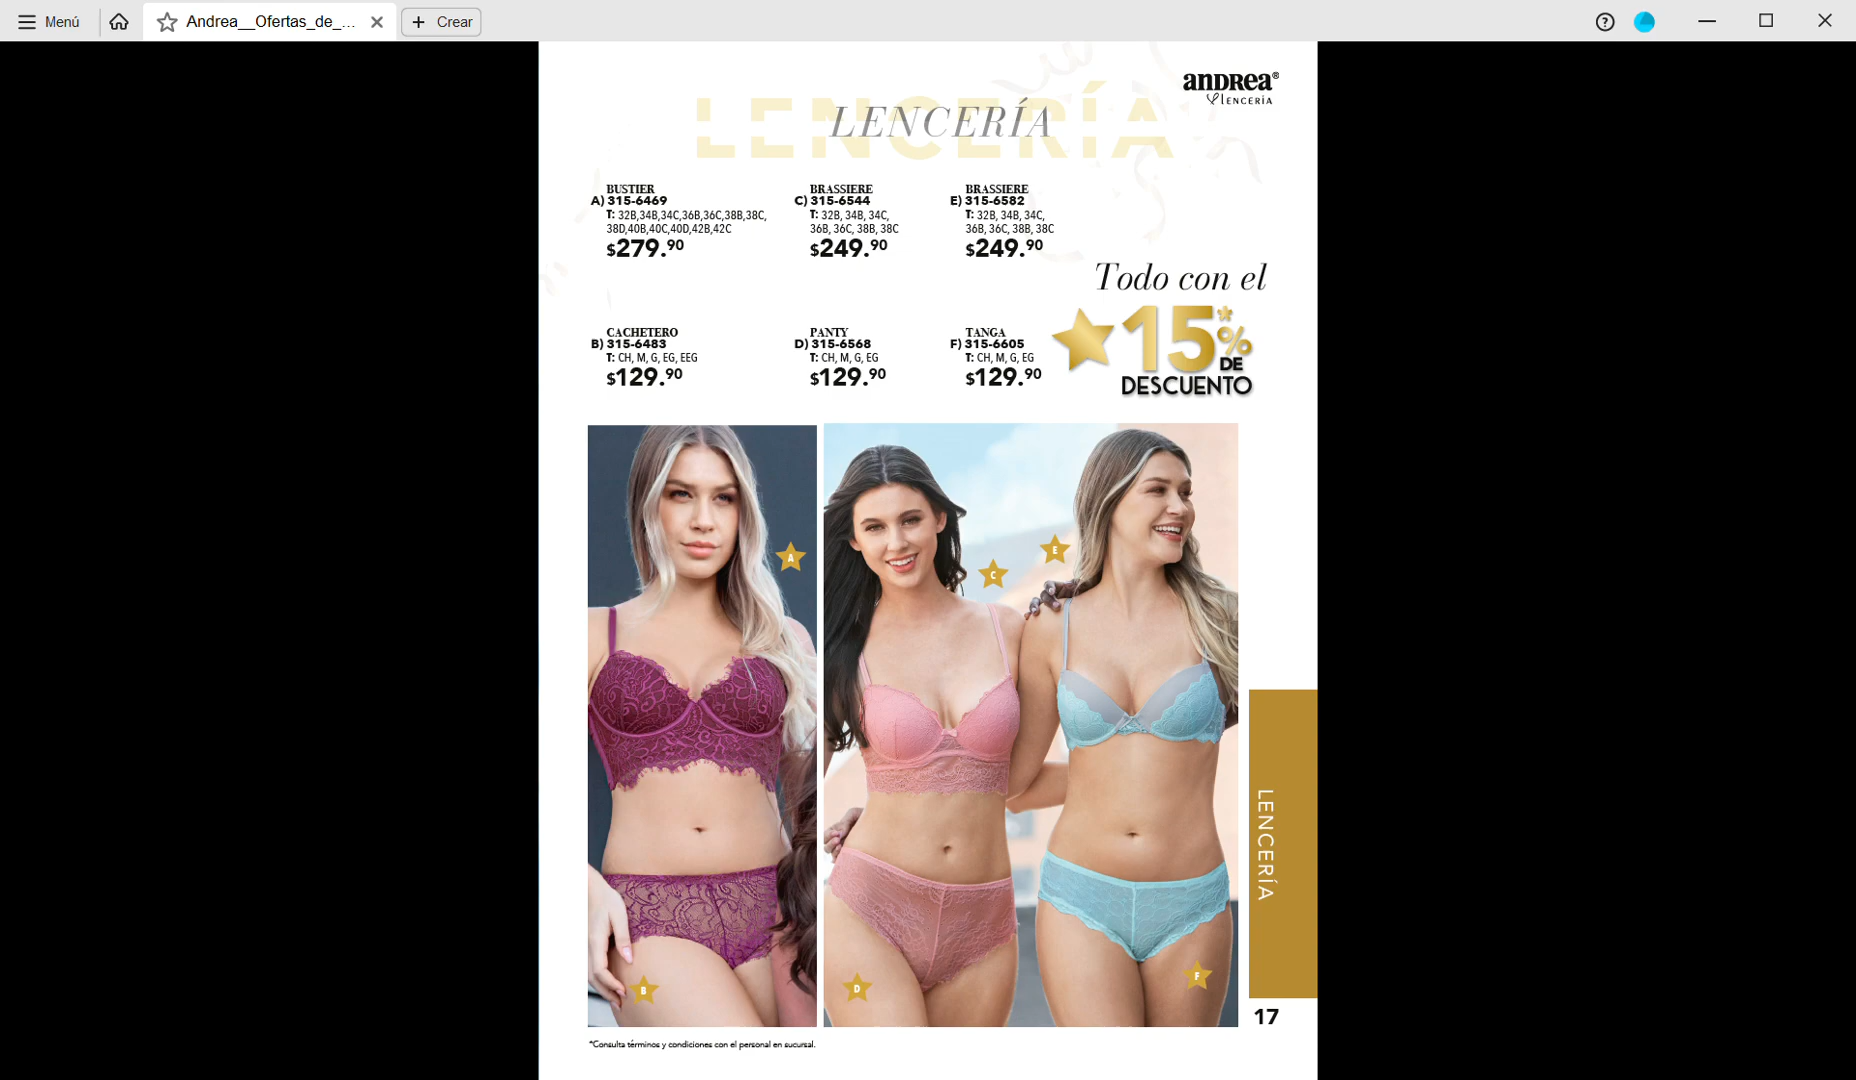 Menú
Andrea__Ofertas_de_...
+ Crear
anDRea®
LENCERÍA
LENCERÍA
LENCERÍA
BUSTIER
A) 315-6469
T: 32B,34B,34C,36B,36C,38B,38C,
38D,40B,40C,40D,42B,42C
$279.90
BRASSIERE
C) 315-6544
T: 32B, 34B, 34C,
36B, 36C, 38B, 38C
$249.90
BRASSIERE
E) 315-6582
T: 32B, 34B, 34C,
36B, 36C, 38B, 38C
$249.90
CACHETERO
B) 315-6483
T: CH, M, G, EG, EEG
$129.90
PANTY
D) 315-6568
T: CH, M, G, EG
$129.90
TANGA
F) 315-6605
T: CH, M, G, EG
$129.90
Todo con el
15*%
DE
DESCUENTO
A
C
E
B
D
F
LENCERÍA
17
*Consulta términos y condiciones con el personal en sucursal.